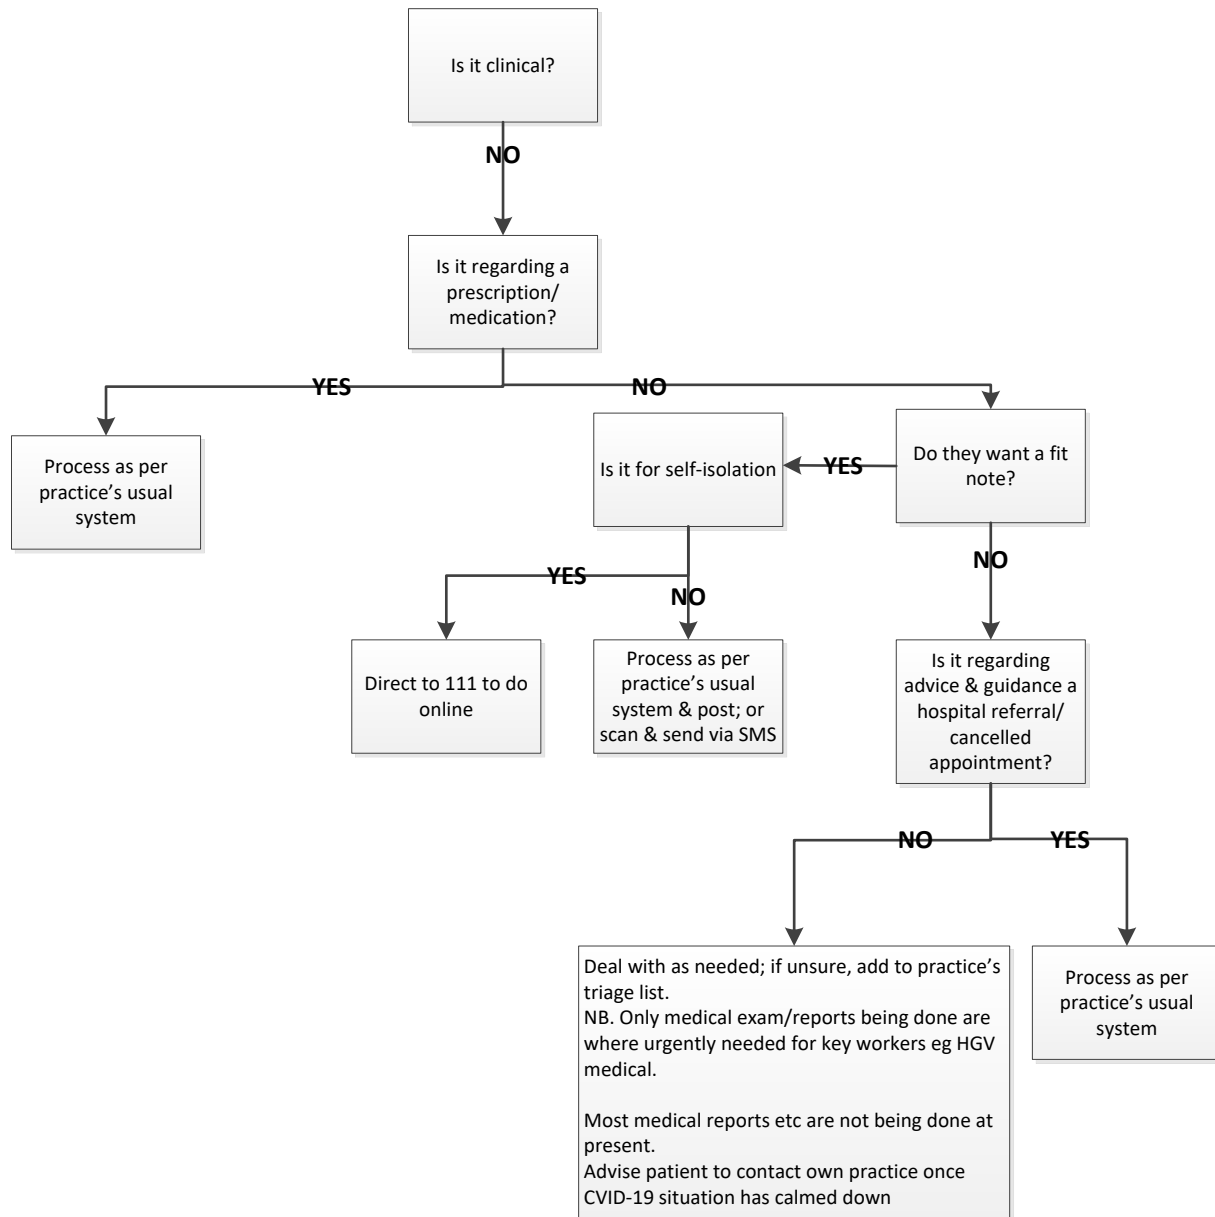 Is it clinical?
NO
Is it regarding a
prescription/
medication?
YES
NO
Process as per
practice’s usual
system
Is it for self-isolation
YES
Do they want a fit
note?
YES
NO
NO
Direct to 111 to do
online
Process as per
practice’s usual
system & post; or
scan & send via SMS
Is it regarding
advice & guidance a
hospital referral/
cancelled
appointment?
NO
YES
Deal with as needed; if unsure, add to practice’s
triage list.
NB. Only medical exam/reports being done are
where urgently needed for key workers eg HGV
medical.
Most medical reports etc are not being done at
present.
Advise patient to contact own practice once
CVID-19 situation has calmed down
Process as per
practice’s usual
system